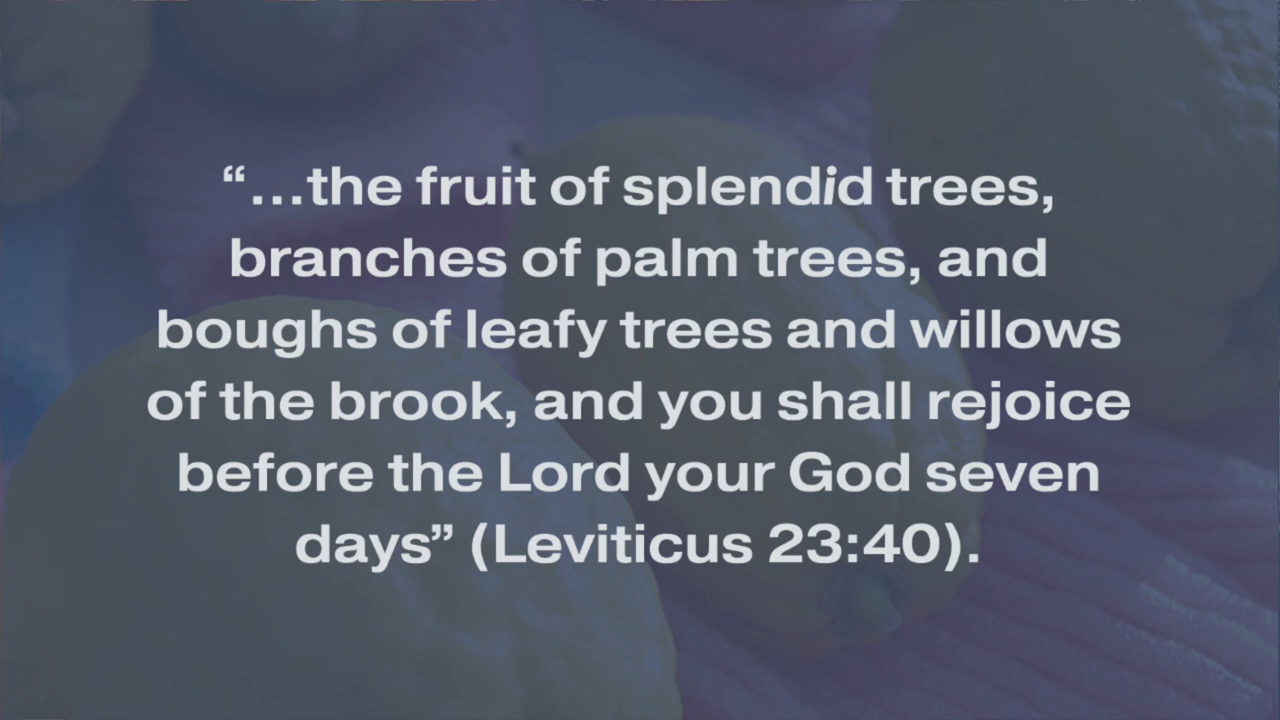 “…the fruit of splendid trees,
branches of palm trees, and
boughs of leafy trees and willows
of the brook, and you shall rejoice
before the Lord your God seven
days” (Leviticus 23:40).